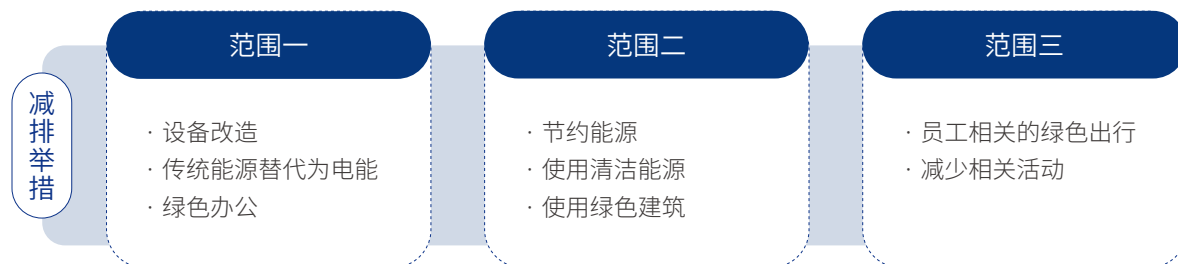 减排举措
范围一
· 设备改造
· 传统能源替代为电能
· 绿色办公
范围二
· 节约能源
· 使用清洁能源
· 使用绿色建筑
范围三
· 员工相关的绿色出行
· 减少相关活动